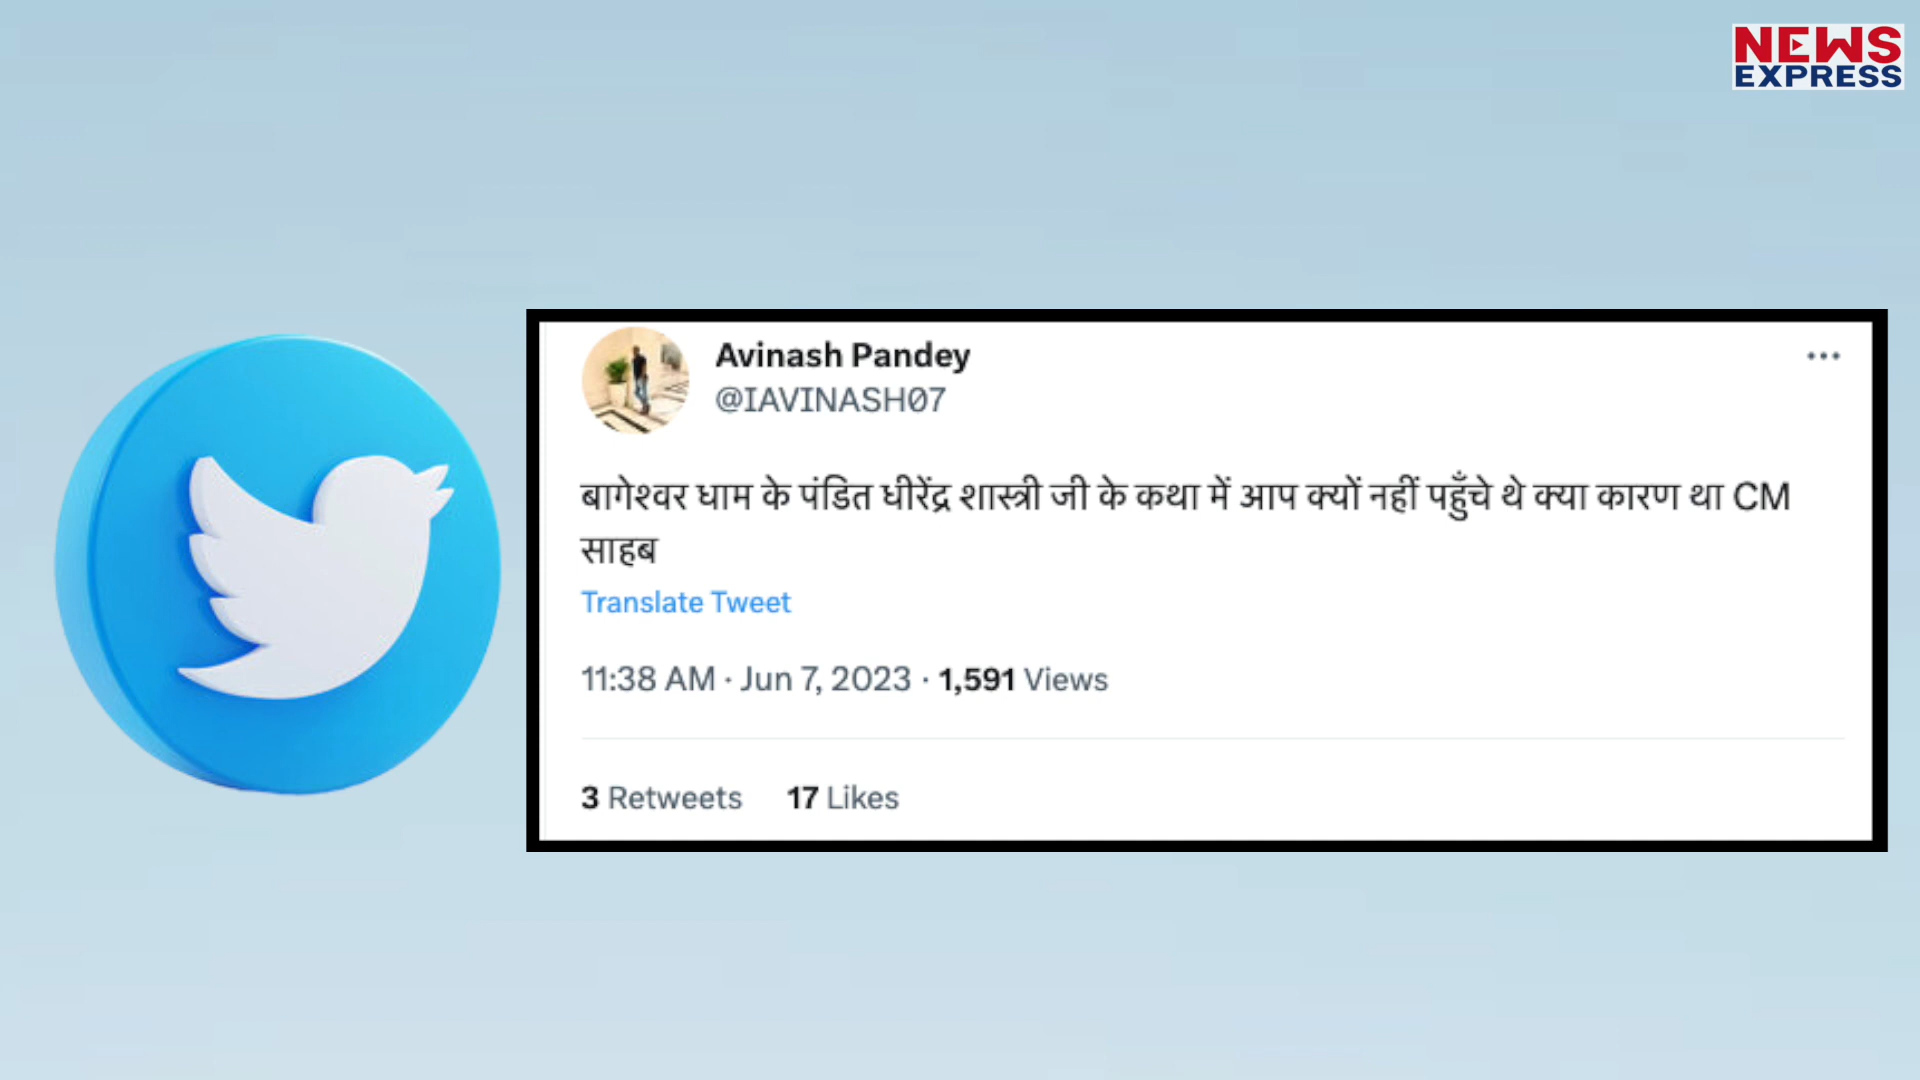 NEWS
EXPRESS
Avinash Pandey
@IAVINASH07
बागेश्वर धाम के पंडित धीरेंद्र शास्त्री जी के कथा में आप क्यों नहीं पहुँचे थे क्या कारण था CM
साहब
Translate Tweet
11:38 AM · Jun 7, 2023 · 1,591 Views
3 Retweets 17 Likes